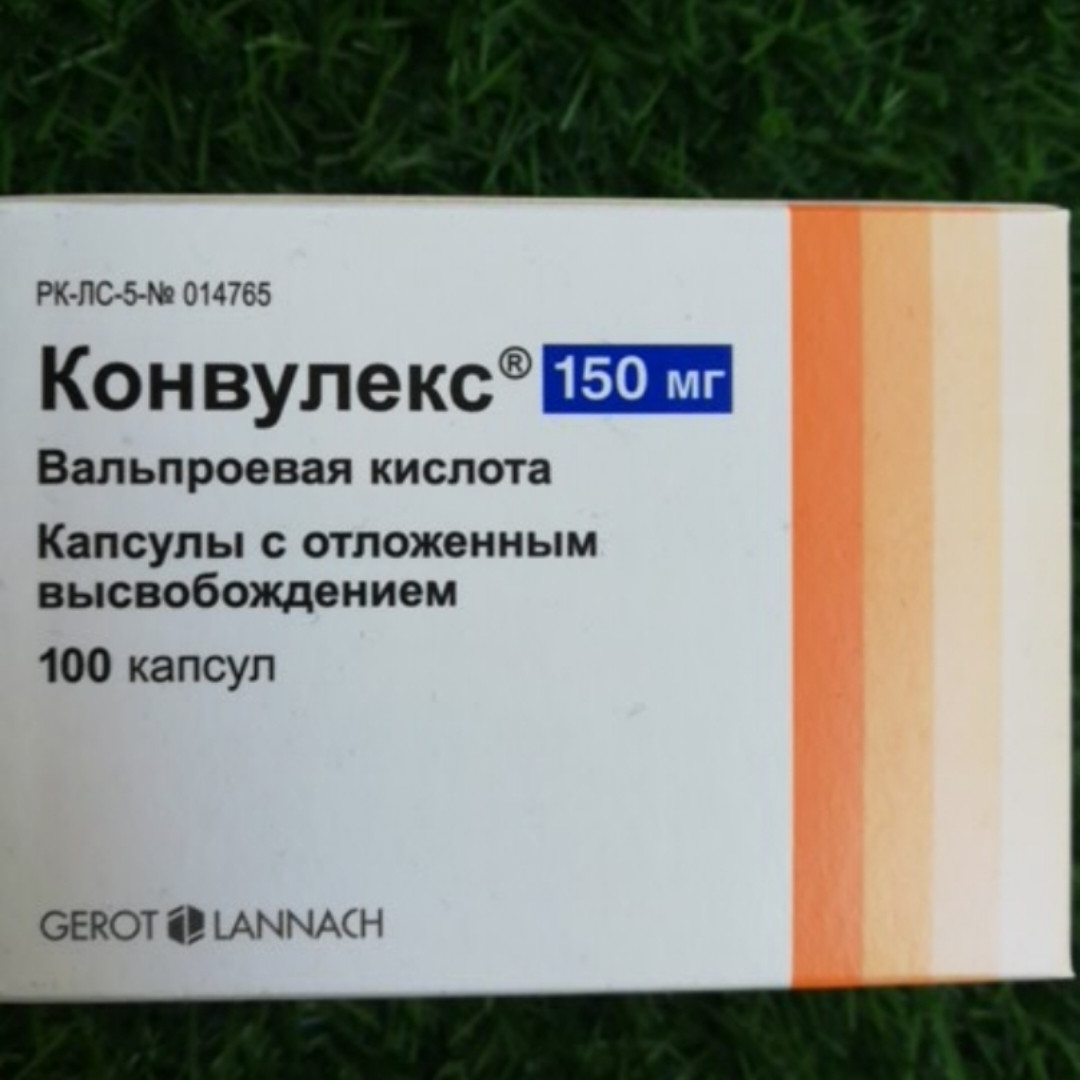 РК-ЛС-5-№ 014765
Конвулекс® 150 мг
Вальпроевая кислота
Капсулы с отложенным
высвобождением
100 капсул
GEROT LANNACH